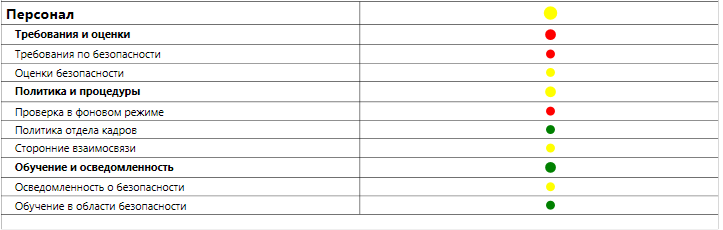 Персонал
Требования и оценки
Требования по безопасности
Оценки безопасности
Политика и процедуры
Проверка в фоновом режиме
Политика отдела кадров
Сторонние взаимосвязи
Обучение и осведомленность
Осведомленность о безопасности
Обучение в области безопасности